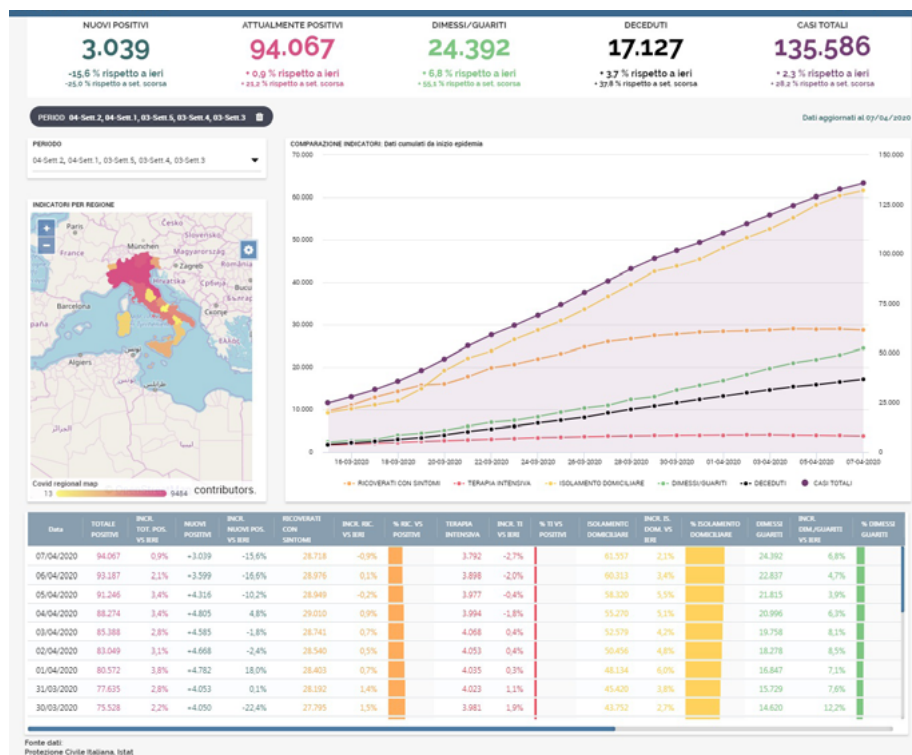 NUOVI POSITIVI
3.039
-15,6 % rispetto a ieri
-25,0 % rispetto a set. scorsa
ATTUALMENTE POSITIVI
94.067
+ 0,9 % rispetto a ieri
+ 21,2 % rispetto a set. scorsa
DIMESSI/GUARITI
24.392
+ 6,8 % rispetto a ieri
+ 55,1 % rispetto a set. scorsa
DECEDUTI
17.127
+ 3,7 % rispetto a ieri
+ 37,8 % rispetto a set. scorsa
CASI TOTALI
135.586
+ 2,3 % rispetto a ieri
+ 28,2 % rispetto a set. scorsa
PERIODO 04-Sett.2, 04-Sett.1, 03-Sett.5, 03-Sett.4, 03-Sett.3
Dati aggiornati al 07/04/2020
PERIODO
04-Sett.2, 04-Sett.1, 03-Sett.5, 03-Sett.4, 03-Sett.3
INDICATORI PER REGIONE
+
−
Paris
Česko
Slovensko
München
France
Magyarország
România
Zagreb
Hrvatska
Србија
Bucu
Бълга
Barcelona
Скопје
España
Ελλάς
Algiers
تونس
تونس
طرابلس
الجزائر
ليبيا
Covid regional map
13 9484 contributors.
COMPARAZIONE INDICATORI: Dati cumulati da inizio epidemia
70.000 150.000
60.000
125.000
50.000
100.000
40.000
75.000
30.000
50.000
20.000
25.000
10.000
0 0
16-03-2020 18-03-2020 20-03-2020 22-03-2020 24-03-2020 26-03-2020 28-03-2020 30-03-2020 01-04-2020 03-04-2020 05-04-2020 07-04-2020
RICOVERATI CON SINTOMI TERAPIA INTENSIVA ISOLAMENTO DOMICILIARE DIMESSI/GUARITI DECEDUTI CASI TOTALI
Data TOTALE POSITIVI INCR. TOT. POS. VS IERI NUOVI POSITIVI INCR. NUOVI POS. VS IERI RICOVERATI CON SINTOMI INCR. RIC. VS IERI % RIC. VS POSITIVI TERAPIA INTENSIVA INCR. TI VS IERI % TI VS POSITIVI ISOLAMENTO DOMICILIARE INCR. IS. DOM. VS IERI % ISOLAMENTO DOMICILIARE DIMESSI GUARITI INCR. DIM./GUARITI VS IERI % DIMESSI GUARITI
07/04/2020 94.067 0,9% +3.039 -15,6% 28.718 -0,9% 3.792 -2,7% 61.557 2,1% 24.392 6,8%
06/04/2020 93.187 2,1% +3.599 -16,6% 28.976 0,1% 3.898 -2,0% 60.313 3,4% 22.837 4,7%
05/04/2020 91.246 3,4% +4.316 -10,2% 28.949 -0,2% 3.977 -0,4% 58.320 5,5% 21.815 3,9%
04/04/2020 88.274 3,4% +4.805 4,8% 29.010 0,9% 3.994 -1,8% 55.270 5,1% 20.996 6,3%
03/04/2020 85.388 2,8% +4.585 -1,8% 28.741 0,7% 4.068 0,4% 52.579 4,2% 19.758 8,1%
02/04/2020 83.049 3,1% +4.668 -2,4% 28.540 0,5% 4.053 0,4% 50.456 4,8% 18.278 8,5%
01/04/2020 80.572 3,8% +4.782 18,0% 28.403 0,7% 4.035 0,3% 48.134 6,0% 16.847 7,1%
31/03/2020 77.635 2,8% +4.053 0,1% 28.192 1,4% 4.023 1,1% 45.420 3,8% 15.729 7,6%
30/03/2020 75.528 2,2% +4.050 -22,4% 27.795 1,5% 3.981 1,9% 43.752 2,7% 14.620 12,2%
Fonte dati:
Protezione Civile Italiana, Istat